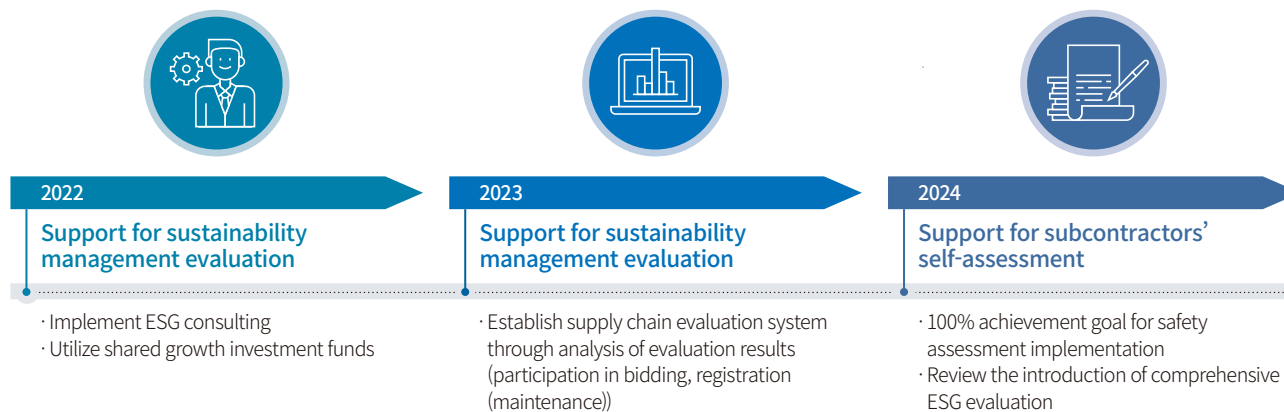 2022
Support for sustainability
management evaluation
· Implement ESG consulting
· Utilize shared growth investment funds
2023
Support for sustainability
management evaluation
· Establish supply chain evaluation system
through analysis of evaluation results
(participation in bidding, registration
(maintenance))
2024
Support for subcontractors’
self-assessment
· 100% achievement goal for safety
assessment implementation
· Review the introduction of comprehensive
ESG evaluation